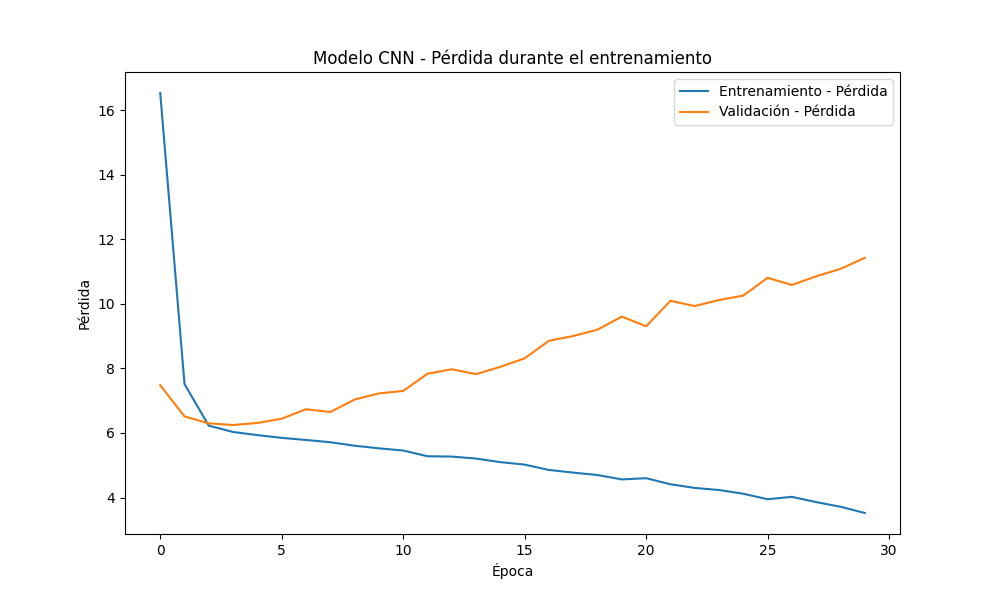 Modelo CNN - Pérdida durante el entrenamiento
Entrenamiento - Pérdida
Validación - Pérdida
Pérdida
16
14
12
10
8
6
4
0 5 10 15 20 25 30
Época